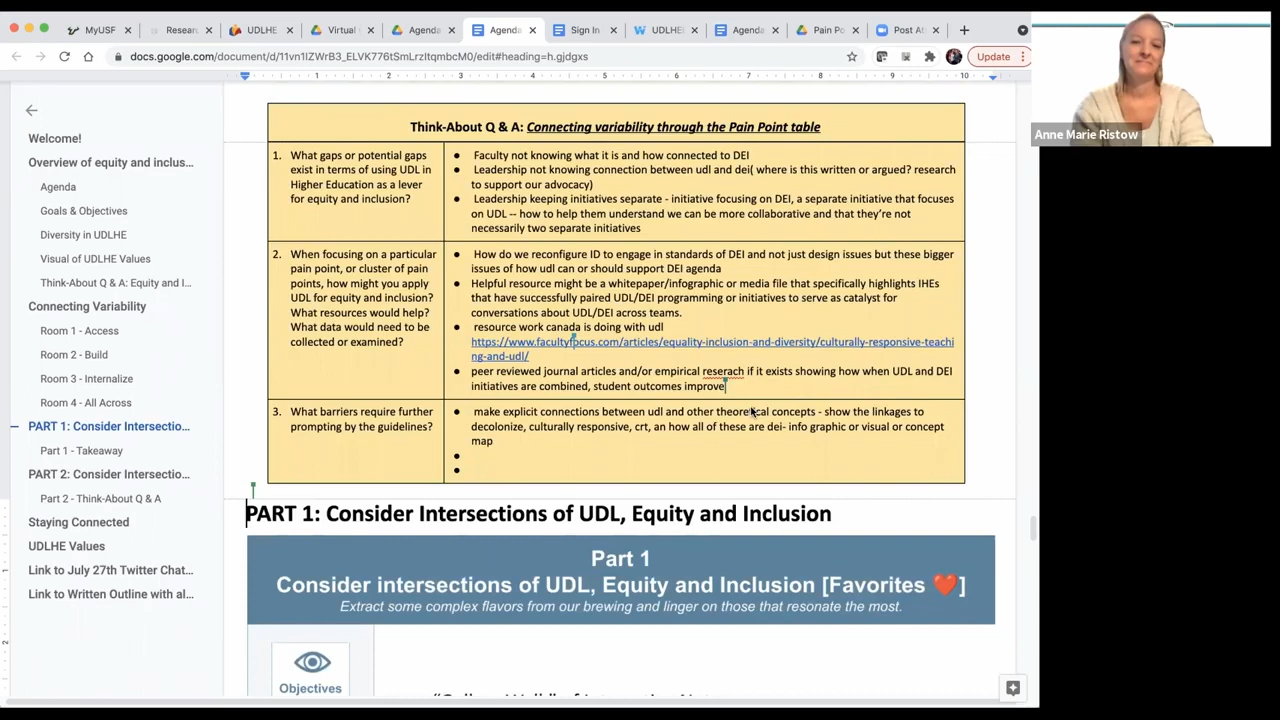 MyUSF
Researc
UDLHE
Virtual
Agenda
Agenda
Sign In
UDLHE
Agenda
Pain Po
Post At
docs.google.com/document/d/11vn1IZWrB3_ELVK776tSmLrzItqmbcM0/edit#heading=h.gjdgxs
Update
Anne Marie Ristow
1 2 3 4 5 6 7 8 9 10
Welcome!
Overview of equity and inclus...
Agenda
Goals & Objectives
Diversity in UDLHE
Visual of UDLHE Values
Think-About Q & A: Equity and I...
Connecting Variability
Room 1 - Access
Room 2 - Build
Room 3 - Internalize
Room 4 - All Across
PART 1: Consider Intersectio...
Part 1 - Takeaway
PART 2: Consider Intersectio...
Part 2 - Think-About Q & A
Staying Connected
UDLHE Values
Link to July 27th Twitter Chat...
Link to Written Outline with al...
Think-About Q & A: Connecting variability through the Pain Point table
1. What gaps or potential gaps
exist in terms of using UDL in
Higher Education as a lever
for equity and inclusion?
● Faculty not knowing what it is and how connected to DEI
● Leadership not knowing connection between udl and dei( where is this written or argued? research
to support our advocacy)
● Leadership keeping initiatives separate - initiative focusing on DEI, a separate initiative that focuses
on UDL -- how to help them understand we can be more collaborative and that they're not
necessarily two separate initiatives
2. When focusing on a particular
pain point, or cluster of pain
points, how might you apply
UDL for equity and inclusion?
What resources would help?
What data would need to be
collected or examined?
● How do we reconfigure ID to engage in standards of DEI and not just design issues but these bigger
issues of how udl can or should support DEI agenda
● Helpful resource might be a whitepaper/infographic or media file that specifically highlights IHEs
that have successfully paired UDL/DEI programming or initiatives to serve as catalyst for
conversations about UDL/DEI across teams.
● resource work canada is doing with udl
https://www.facultyfocus.com/articles/equality-inclusion-and-diversity/culturally-responsive-teachi
ng-and-udl/
● peer reviewed journal articles and/or empirical reserach if it exists showing how when UDL and DEI
initiatives are combined, student outcomes improve
3. What barriers require further
prompting by the guidelines?
● make explicit connections between udl and other theoretical concepts - show the linkages to
decolonize, culturally responsive, crt, an how all of these are dei- info graphic or visual or concept
map
●
●
PART 1: Consider Intersections of UDL, Equity and Inclusion
Part 1
Consider intersections of UDL, Equity and Inclusion [Favorites ❤️]
Extract some complex flavors from our brewing and linger on those that resonate the most.
Objectives